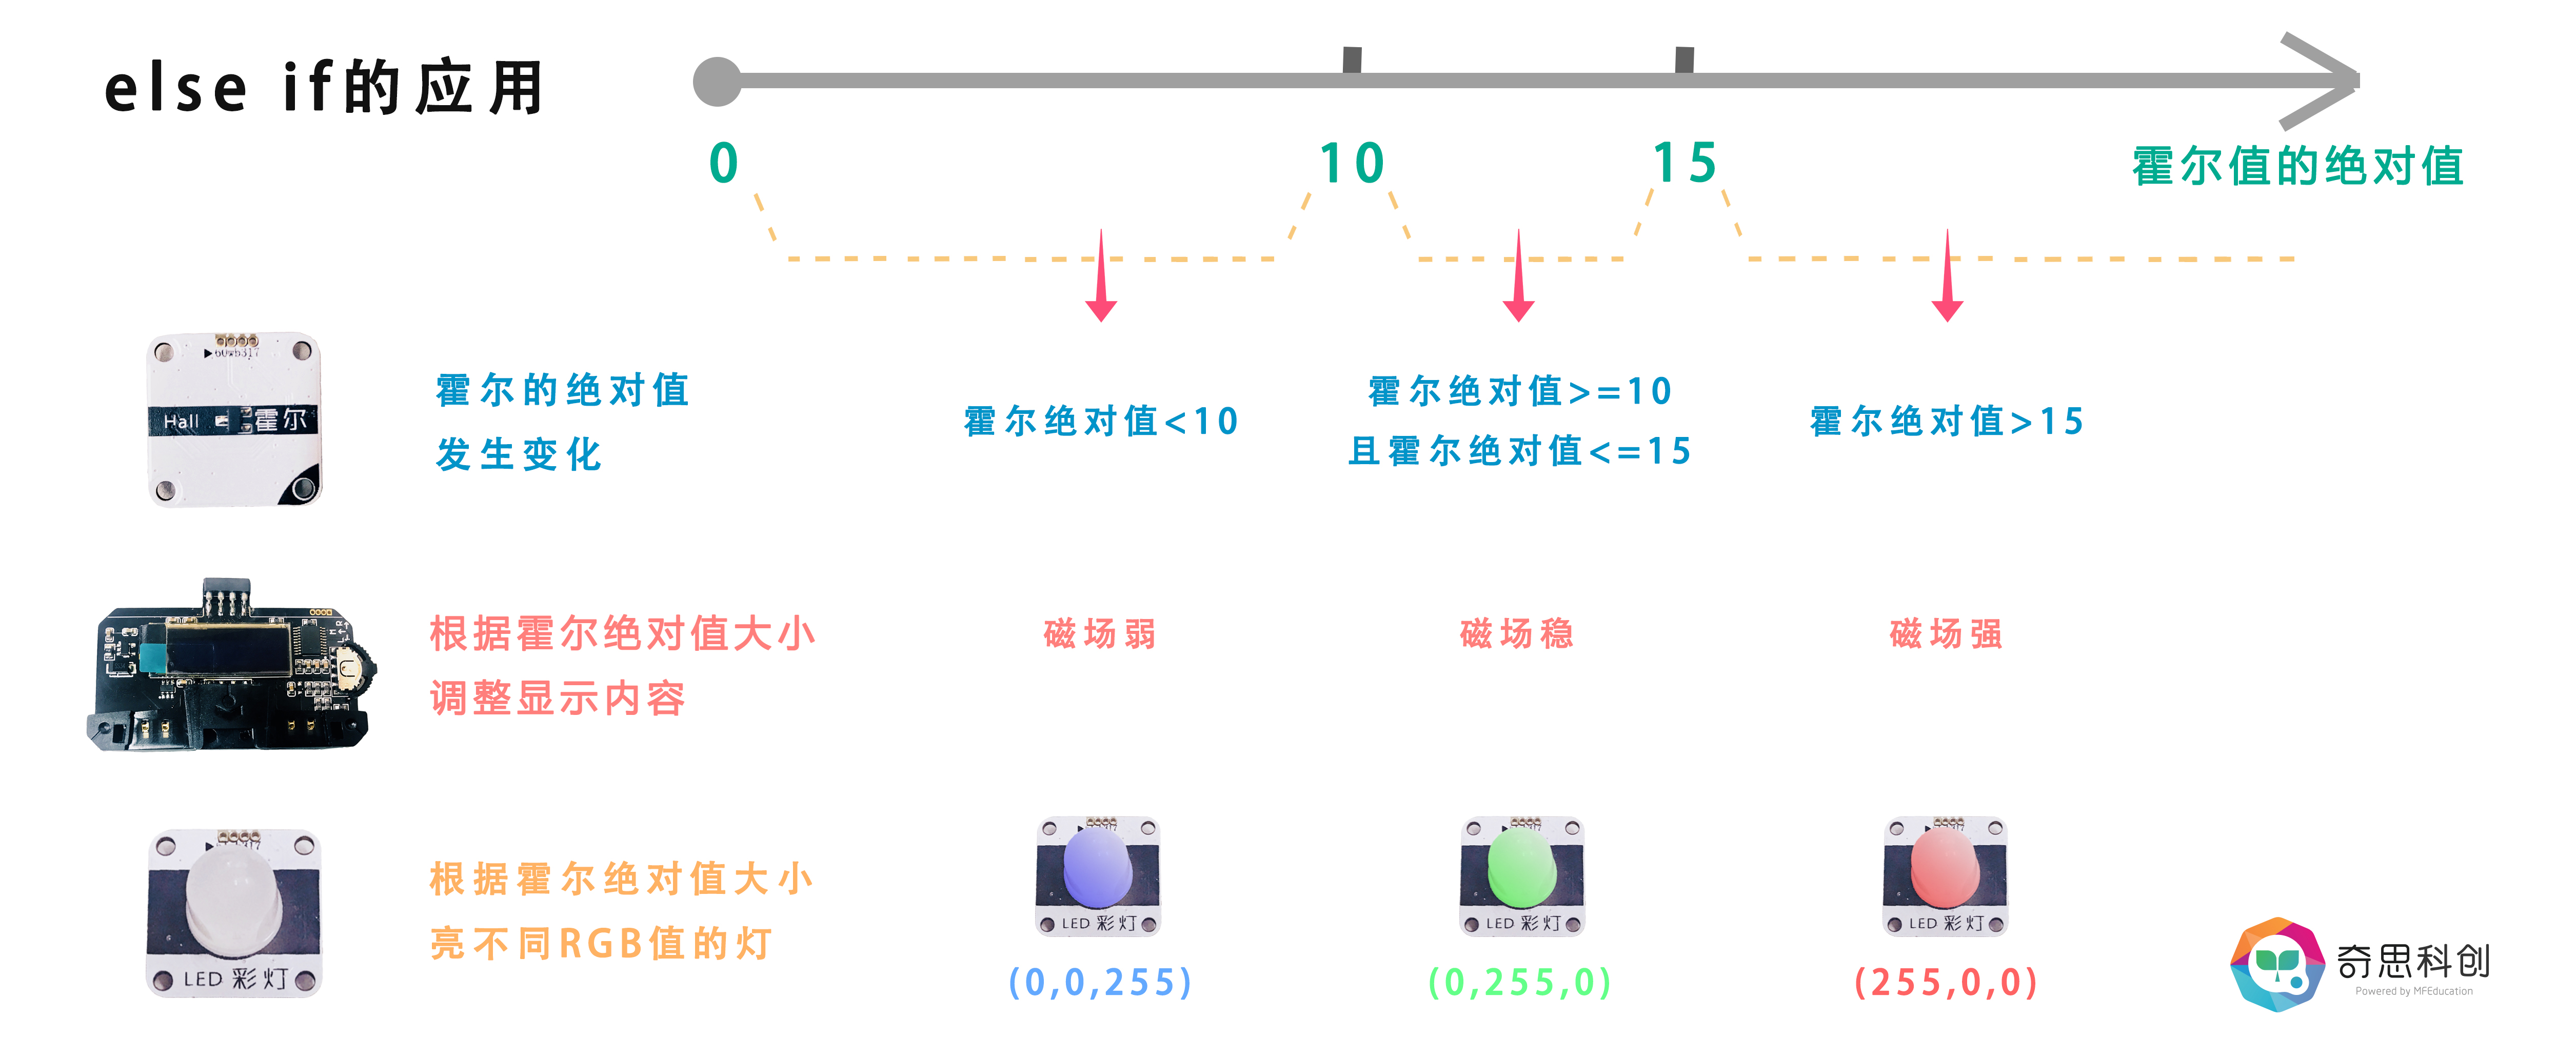 else if的应用
0
10
15
霍尔值的绝对值
Hall
霍尔
霍尔的绝对值
发生变化
霍尔绝对值<10
霍尔绝对值>=10
且霍尔绝对值<=15
霍尔绝对值>15
根据霍尔绝对值大小
调整显示内容
磁场弱
磁场稳
磁场强
LED 彩灯
根据霍尔绝对值大小
亮不同RGB值的灯
LED 彩灯
(0,0,255)
LED 彩灯
(0,255,0)
LED 彩灯
(255,0,0)
奇思科创
Powered by MFEducation